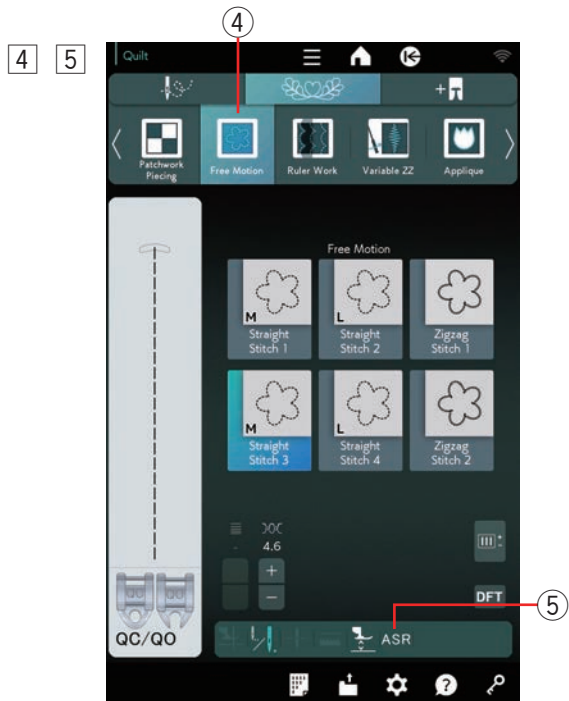 ④
4 5
Quilt
Patchwork
Piecing
Free Motion
Ruler Work
Variable ZZ
Applique
Free Motion
M
Straight
Stitch 1
L
Straight
Stitch 2
Zigzag
Stitch 1
M
Straight
Stitch 3
L
Straight
Stitch 4
Zigzag
Stitch 2
-
4.6
+
−
DFT
⑤
QC/QO
ASR